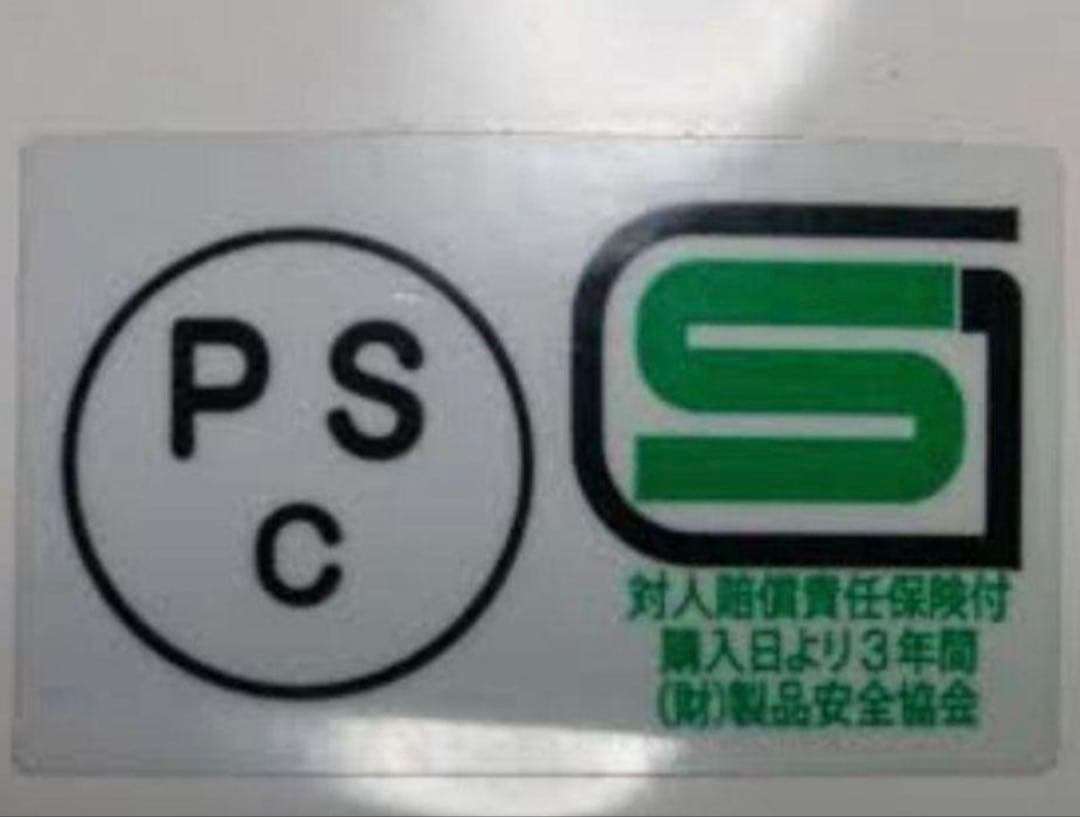 P S
C
SG
対人賠償責任保険付
購入日より3年間
(財)製品安全協会